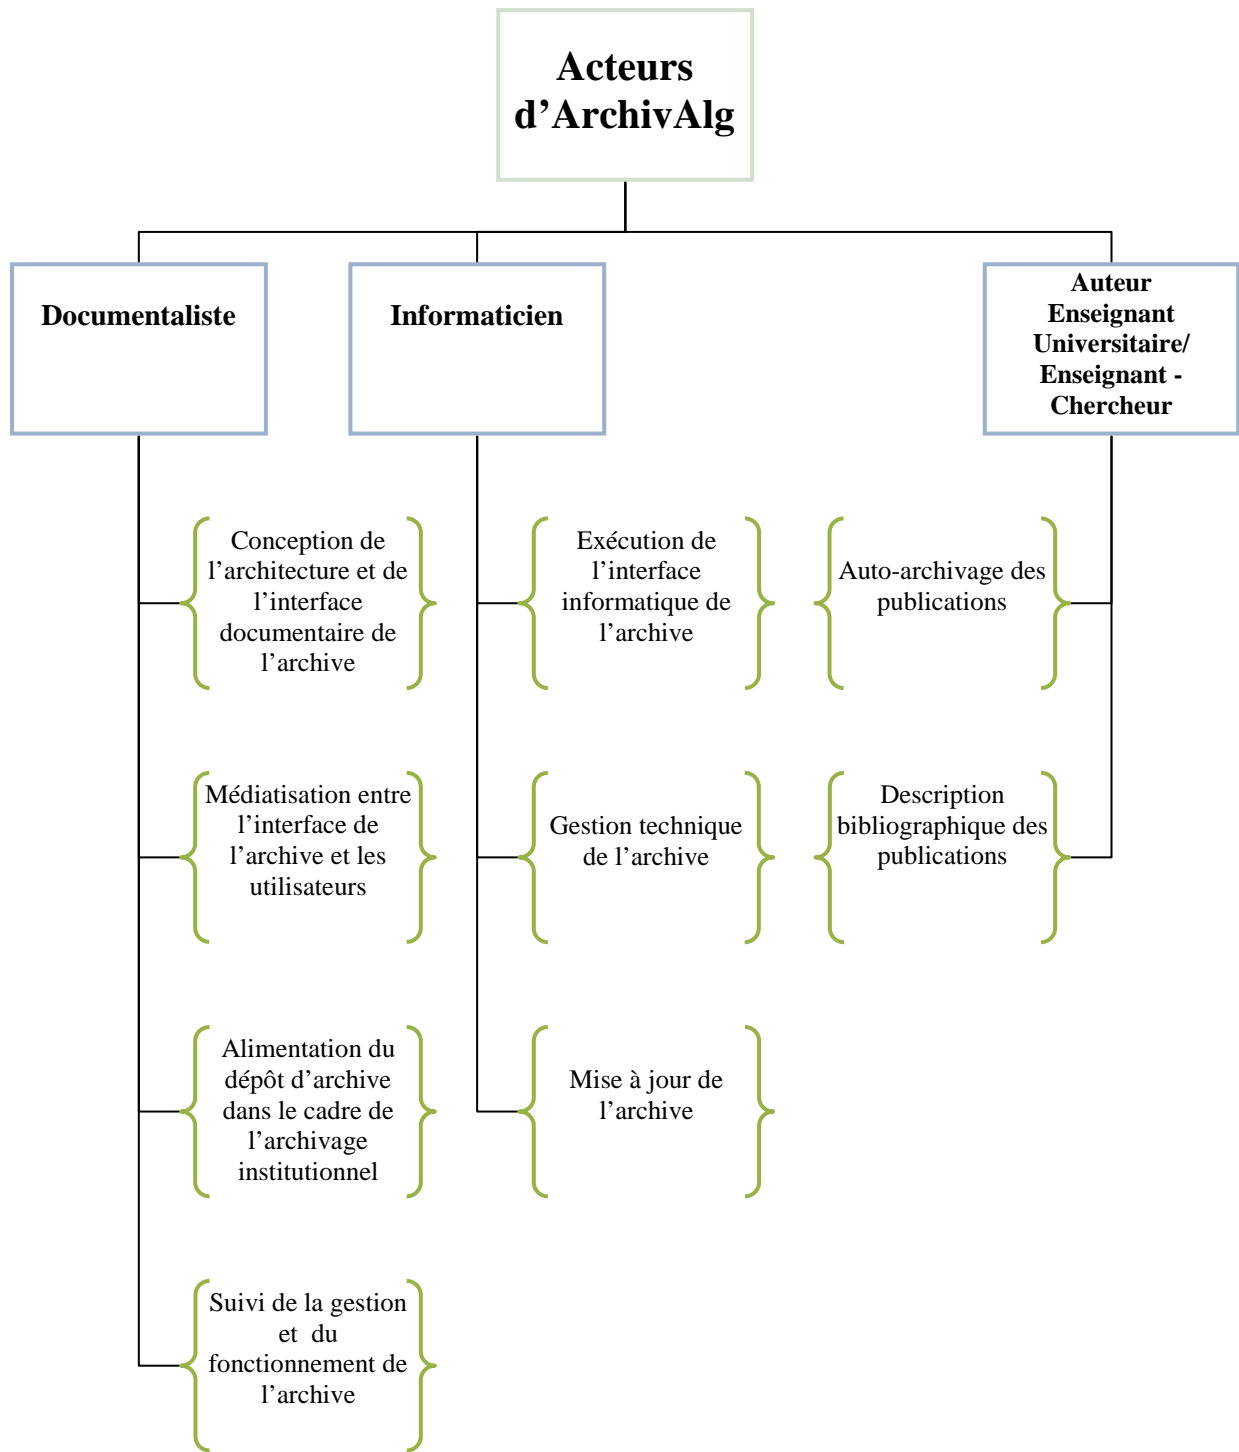 Acteurs
d’ArchivAlg
Documentaliste
Informaticien
Auteur
Enseignant
Universitaire/
Enseignant -
Chercheur
Conception de
l’architecture et de
l’interface
documentaire de
l’archive
Exécution de
l’interface
informatique de
l’archive
Auto-archivage des
publications
Médiatisation entre
l’interface de
l’archive et les
utilisateurs
Gestion technique
de l’archive
Description
bibliographique des
publications
Alimentation du
dépôt d’archive
dans le cadre de
l’archivage
institutionnel
Mise à jour de
l’archive
Suivi de la gestion
et  du
fonctionnement de
l’archive